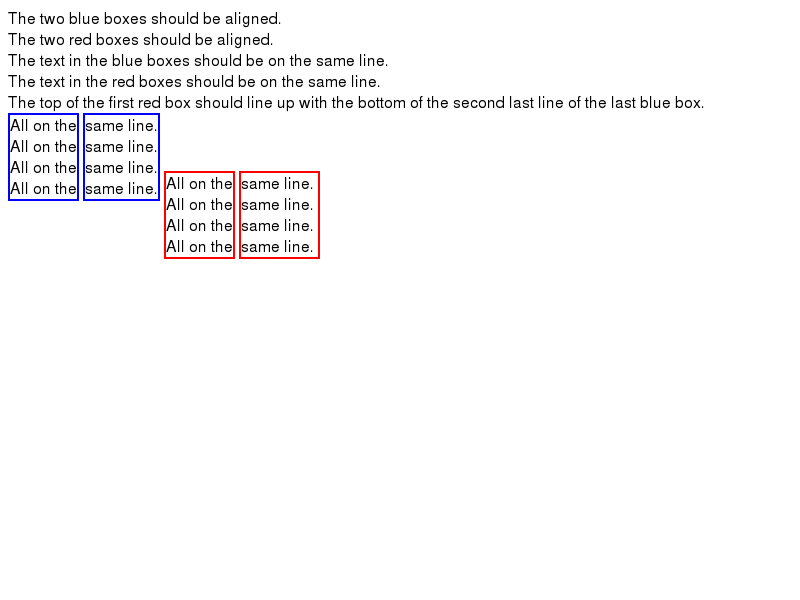 The two blue boxes should be aligned.
The two red boxes should be aligned.
The text in the blue boxes should be on the same line.
The text in the red boxes should be on the same line.
The top of the first red box should line up with the bottom of the second last line of the last blue box.
All on the same line.
All on the same line.
All on the same line.
All on the same line.
All on the same line.
All on the same line.
All on the same line.
All on the same line.